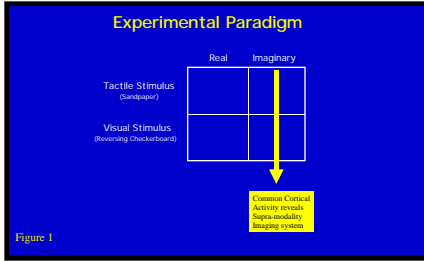 Experimental Paradigm
Real Imaginary
Tactile Stimulus
(Sandpaper)
Visual Stimulus
(Reversing Checkerboard)
Common Cortical
Activity reveals
Supra-modality
Imaging system
Figure 1